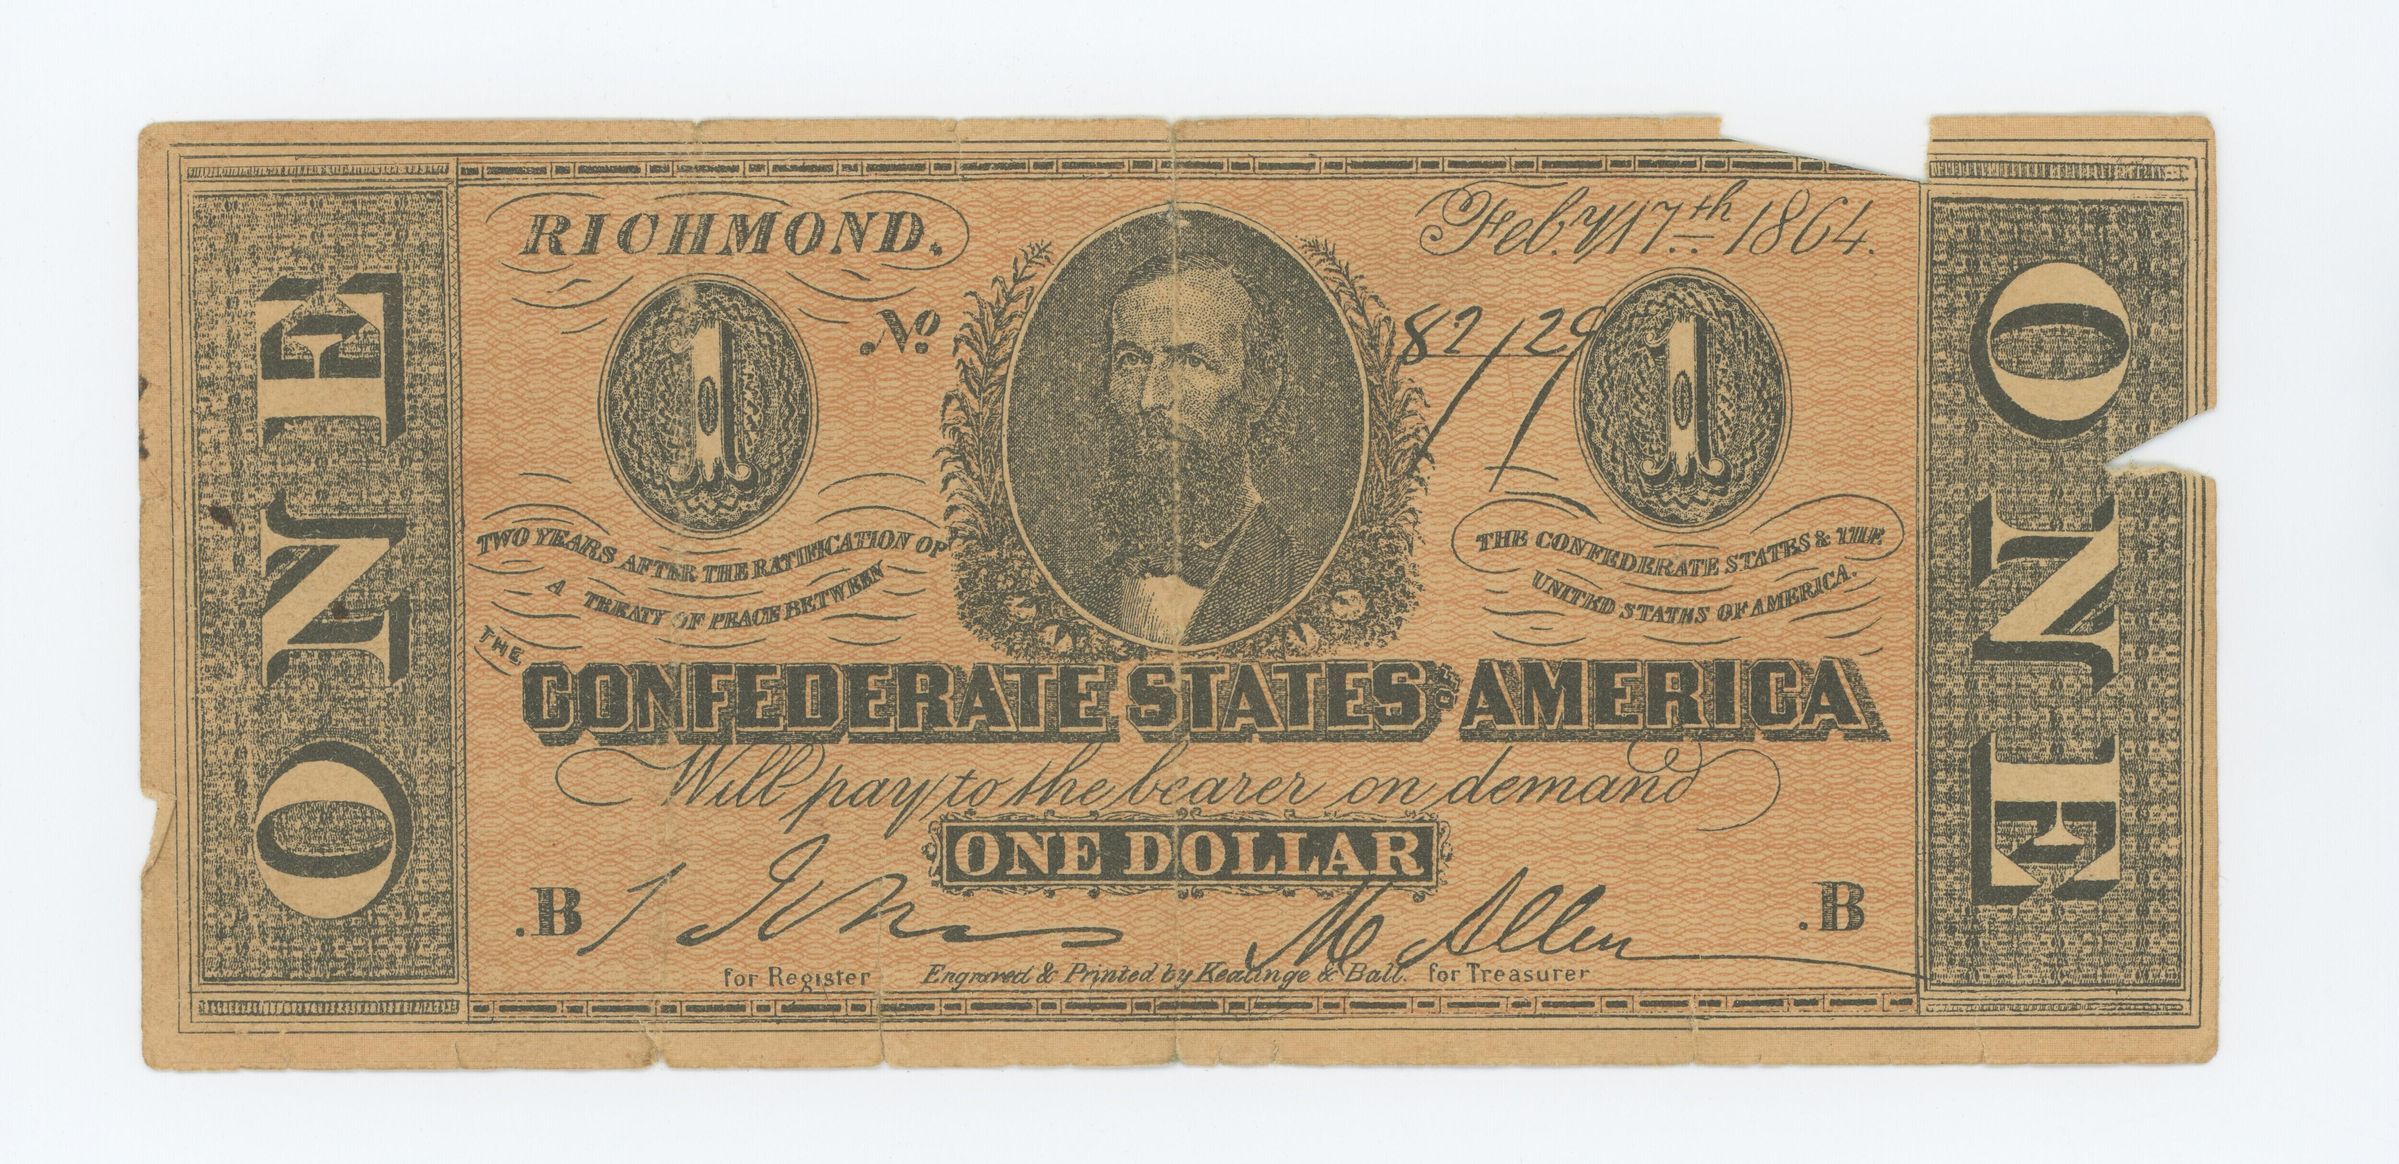 RICHMOND.
Feb.y 17th 1864.
No. 82129
1
1
ONE
ONE
TWO YEARS AFTER THE RATIFICATION OF
A TREATY OF PEACE BETWEEN
THE CONFEDERATE STATES & THE
UNITED STATES OF AMERICA.
THE
CONFEDERATE STATES OF AMERICA
Will pay to the bearer on demand
ONE DOLLAR
.B
M Allen
.B
for Register
Engraved & Printed by Keatinge & Ball.
for Treasurer